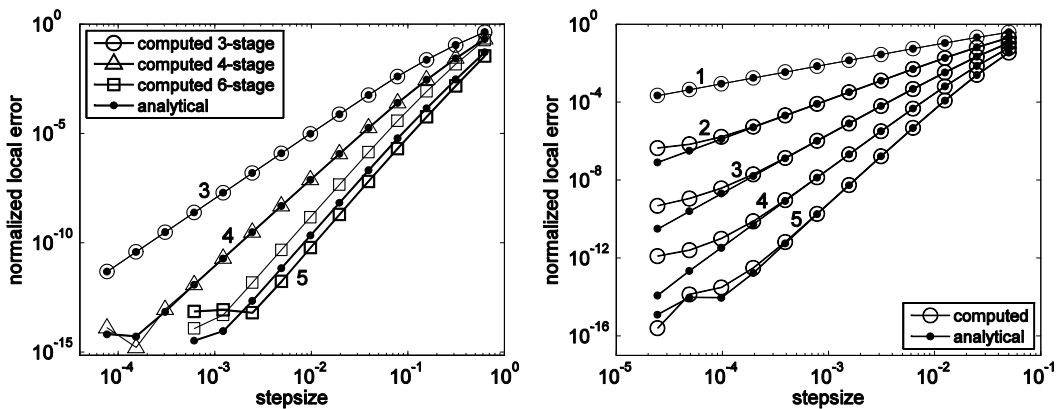 10^0
10^-5
10^-10
10^-15
normalized local error
computed 3-stage
computed 4-stage
computed 6-stage
analytical
3
4
5
10^-4
10^-3
10^-2
10^-1
10^0
stepsize
10^0
10^-4
10^-8
10^-12
10^-16
normalized local error
1
2
3
4
5
computed
analytical
10^-5
10^-4
10^-3
10^-2
10^-1
stepsize